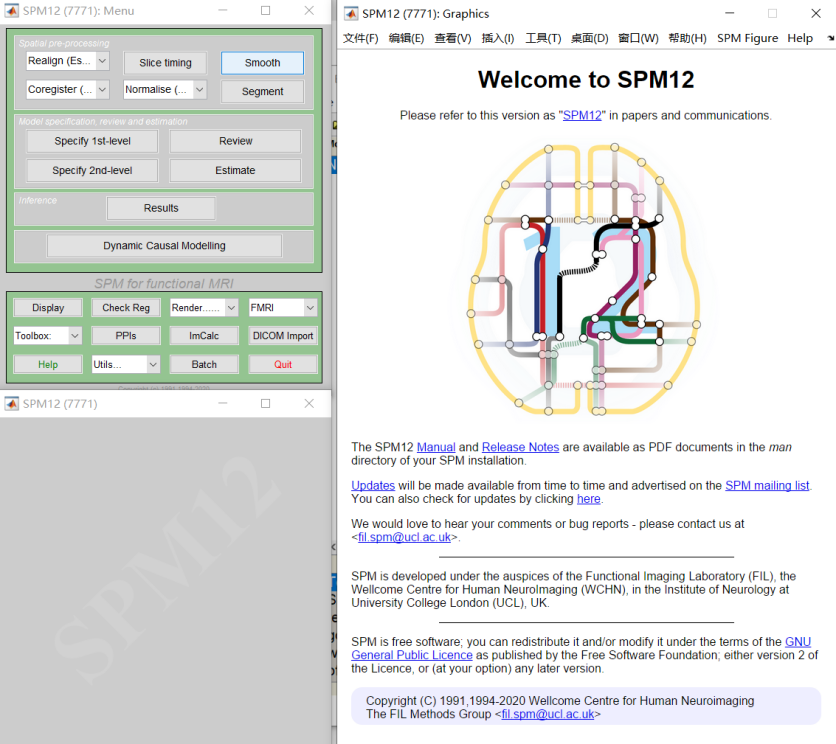 SPM12 (7771): Menu
Spatial pre-processing
Realign (Es...
Slice timing
Smooth
Coregister (...
Normalise (...
Segment
Model specification, review and estimation
Specify 1st-level
Review
Specify 2nd-level
Estimate
Inference
Results
Dynamic Causal Modelling
SPM for functional MRI
Display
Check Reg
Render......
FMRI
Toolbox:
PPIs
ImCalc
DICOM Import
Help
Utils...
Batch
Quit
Copyright (c) 1991,1994-2020
SPM12 (7771)
SPM12
SPM12 (7771): Graphics
文件(F) 编辑(E) 查看(V) 插入(I) 工具(T) 桌面(D) 窗口(W) 帮助(H) SPM Figure Help
Welcome to SPM12
Please refer to this version as "SPM12" in papers and communications.
The SPM12 Manual and Release Notes are available as PDF documents in the man
directory of your SPM installation.
Updates will be made available from time to time and advertised on the SPM mailing list.
You can also check for updates by clicking here.
We would love to hear your comments or bug reports - please contact us at
<fil.spm@ucl.ac.uk>.
SPM is developed under the auspices of the Functional Imaging Laboratory (FIL), the
Wellcome Centre for Human NeuroImaging (WCHN), in the Institute of Neurology at
University College London (UCL), UK.
SPM is free software; you can redistribute it and/or modify it under the terms of the GNU
General Public Licence as published by the Free Software Foundation; either version 2 of
the Licence, or (at your option) any later version.
Copyright (C) 1991,1994-2020 Wellcome Centre for Human Neuroimaging
The FIL Methods Group <fil.spm@ucl.ac.uk>